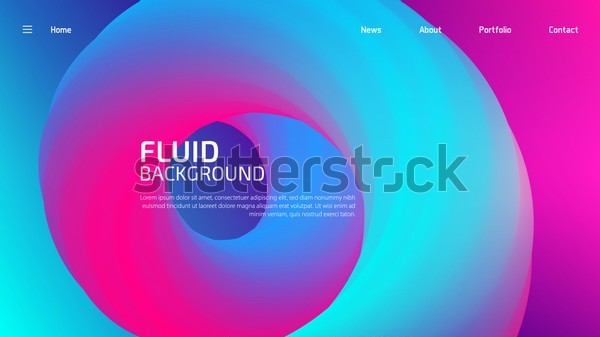 Home
News
About
Portfolio
Contact
FLUID
BACKGROUND
shutterstock
Lorem ipsum dolor sit amet, consectetuer adipiscing elit,
sed diam nonummy nibh
euismod tincidunt ut laoreet dolore magna
aliquam erat volutpat. Ut wisi enim ad
minim veniam, quis nostrud exerci tation.